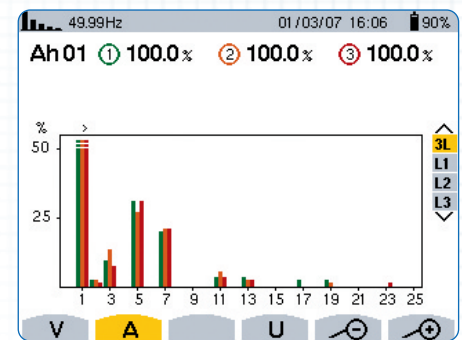 49.99Hz 01/03/07 16:06 90%
Ah 01 1 100.0% 2 100.0% 3 100.0%
% >
50
3L
L1
L2
L3
25
1 3 5 7 9 11 13 15 17 19 21 23 25
V A U